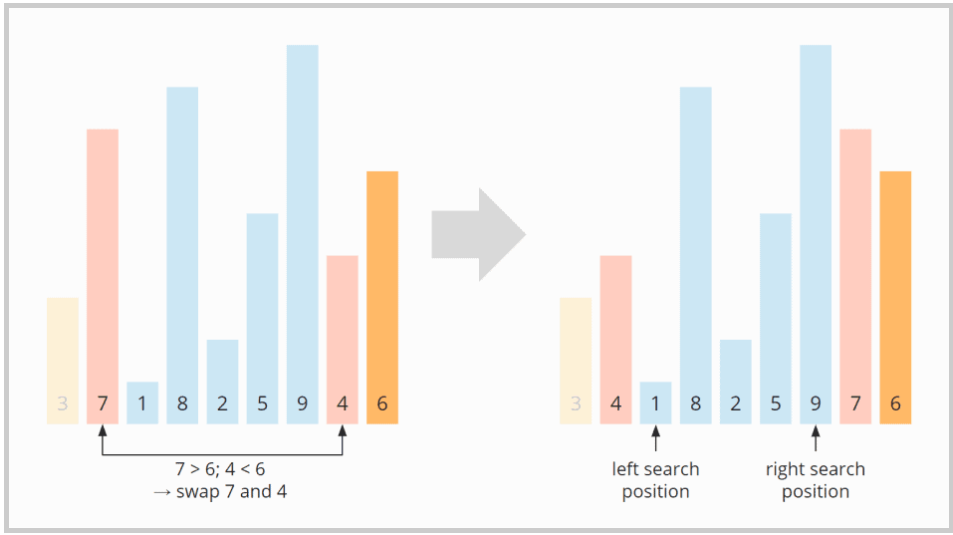 3 7 1 8 2 5 9 4 6
7 > 6; 4 < 6
→ swap 7 and 4
3 4 1 8 2 5 9 7 6
left search
position
right search
position